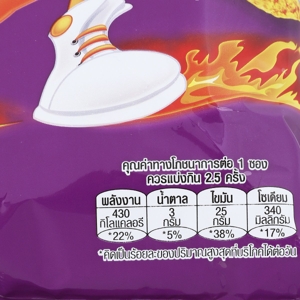 คุณค่าทางโภชนาการต่อ 1 ซอง
ควรแบ่งกิน 2.5 ครั้ง
พลังงาน น้ำตาล ไขมัน โซเดียม
430 3 25 340
กิโลแคลอรี กรัม กรัม มิลลิกรัม
*22% *5% *38% *17%
*คิดเป็นร้อยละของปริมาณสูงสุดที่บริโภคได้ต่อวัน